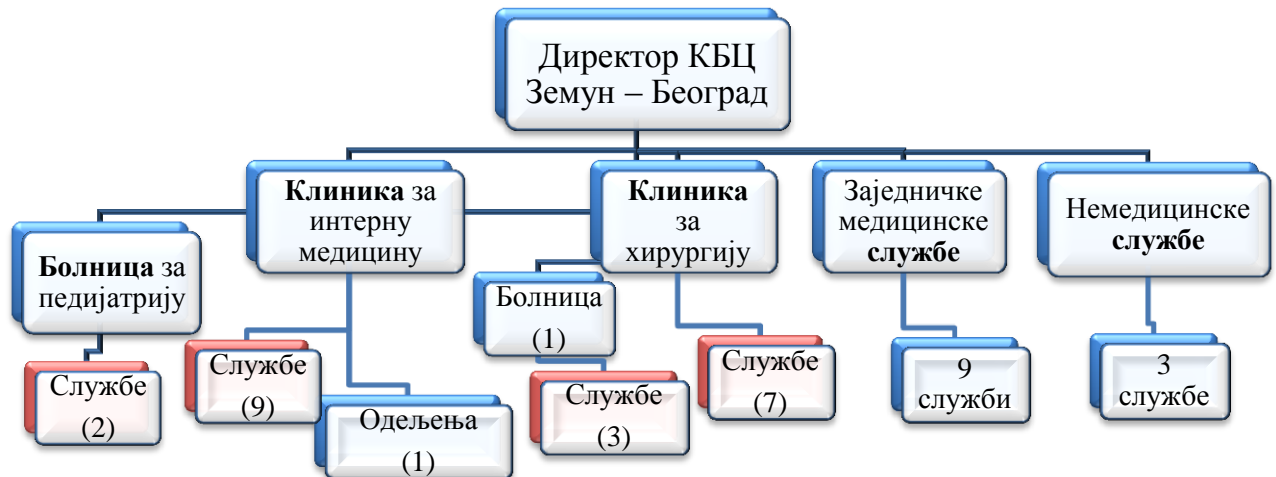 Директор КБЦ
Земун – Београд
Болница за
педијатрију
Клиника за
интерну
медицину
Клиника
за
хирургију
Заједничке
медицинске
службе
Немедицинске
службе
Болница
(1)
Службе
(2)
Службе
(9)
Одељења
(1)
Службе
(3)
Службе
(7)
9
служби
3
службе